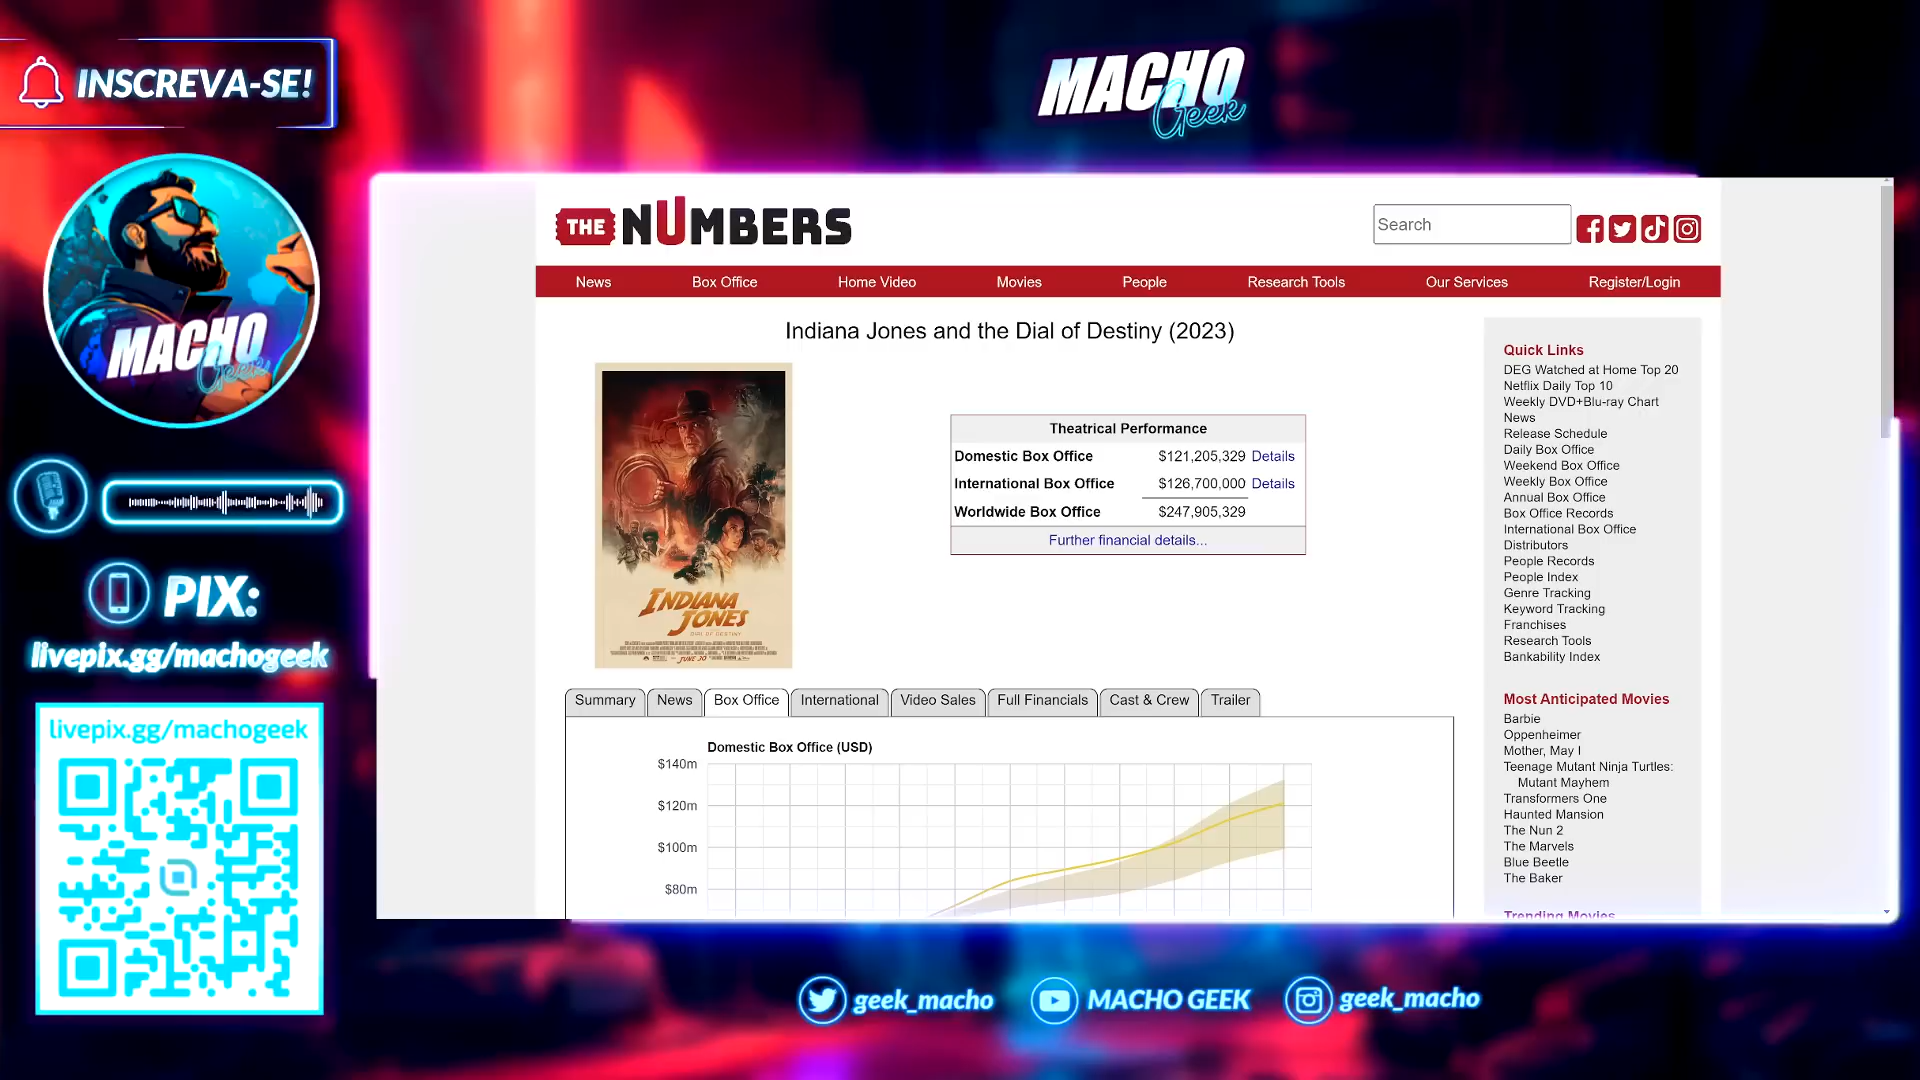 INSCREVA-SE!
MACHO
Geek
MACHO
Geek
PIX:
livepix.gg/machogeek
livepix.gg/machogeek
THE NUMBERS
Search
News Box Office Home Video Movies People Research Tools Our Services Register/Login
Indiana Jones and the Dial of Destiny (2023)
INDIANA
JONES
DIAL OF DESTINY
JUNE 30
Theatrical Performance
Domestic Box Office $121,205,329 Details
International Box Office $126,700,000 Details
Worldwide Box Office $247,905,329
Further financial details...
Summary News Box Office International Video Sales Full Financials Cast & Crew Trailer
Domestic Box Office (USD)
$140m
$120m
$100m
$80m
Quick Links
DEG Watched at Home Top 20
Netflix Daily Top 10
Weekly DVD+Blu-ray Chart
News
Release Schedule
Daily Box Office
Weekend Box Office
Weekly Box Office
Annual Box Office
Box Office Records
International Box Office
Distributors
People Records
People Index
Genre Tracking
Keyword Tracking
Franchises
Research Tools
Bankability Index
Most Anticipated Movies
Barbie
Oppenheimer
Mother, May I
Teenage Mutant Ninja Turtles:
Mutant Mayhem
Transformers One
Haunted Mansion
The Nun 2
The Marvels
Blue Beetle
The Baker
Trending Movies
geek_macho MACHO GEEK geek_macho